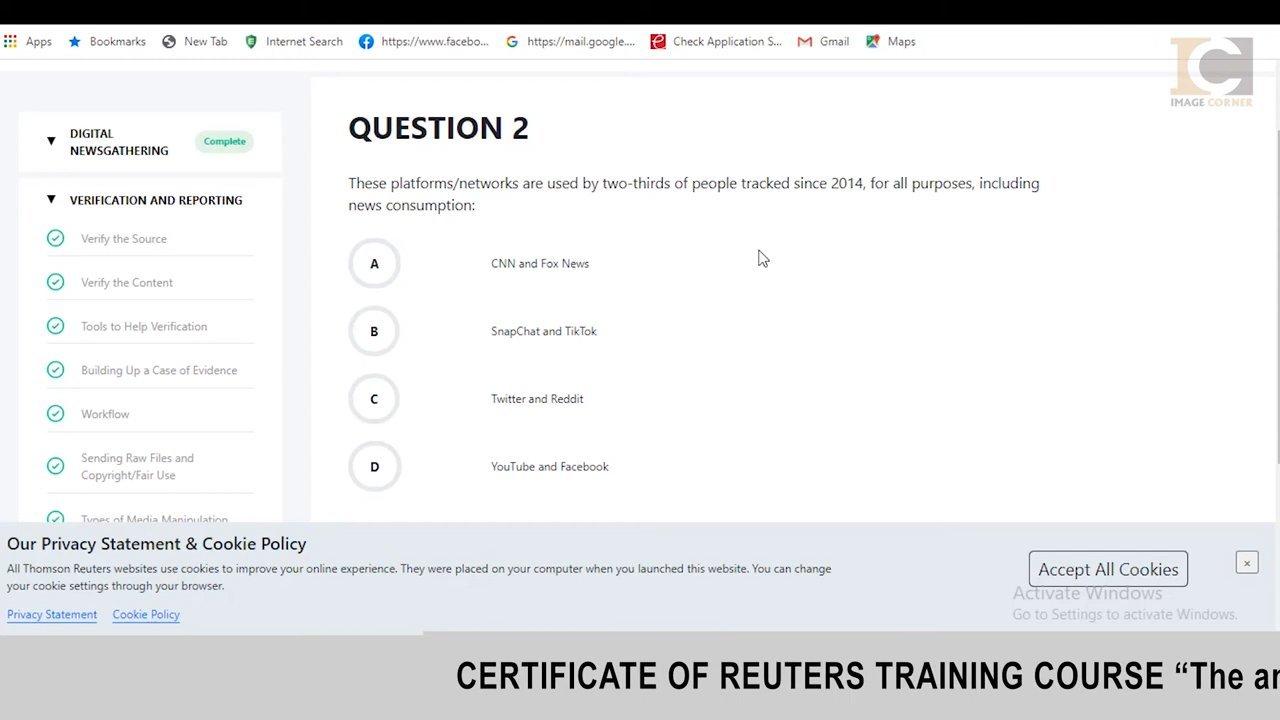 Apps
Bookmarks
New Tab
Internet Search
https://www.facebo...
https://mail.google....
Check Application S...
Gmail
Maps
IC
IMAGE CORNER
DIGITAL
NEWSGATHERING
Complete
VERIFICATION AND REPORTING
Verify the Source
Verify the Content
Tools to Help Verification
Building Up a Case of Evidence
Workflow
Sending Raw Files and
Copyright/Fair Use
Types of Media Manipulation
QUESTION 2
These platforms/networks are used by two-thirds of people tracked since 2014, for all purposes, including
news consumption:
A CNN and Fox News
B SnapChat and TikTok
C Twitter and Reddit
D YouTube and Facebook
Our Privacy Statement & Cookie Policy
All Thomson Reuters websites use cookies to improve your online experience. They were placed on your computer when you launched this website. You can change
your cookie settings through your browser.
Privacy Statement Cookie Policy
Accept All Cookies
×
Activate Windows
Go to Settings to activate Windows.
CERTIFICATE OF REUTERS TRAINING COURSE “The